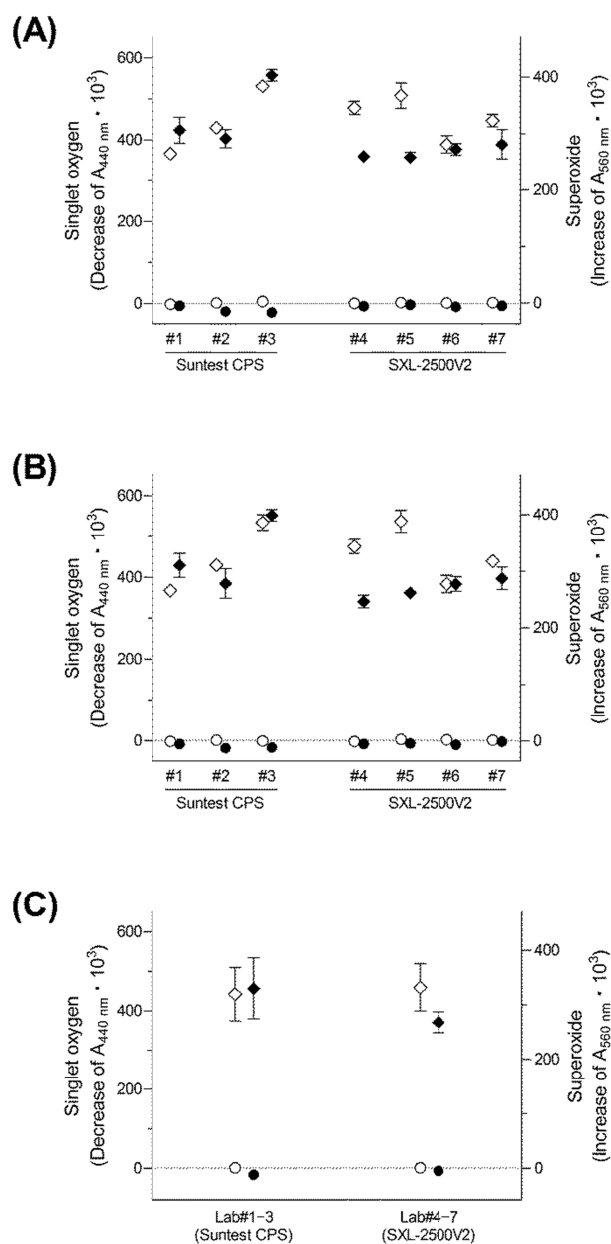 (A)
Singlet oxygen
(Decrease of A440 nm * 10³)
600
400
200
0
400
200
0
Superoxide
(Increase of A560 nm * 10³)
#1 #2 #3 #4 #5 #6 #7
Suntest CPS SXL-2500V2
(B)
Singlet oxygen
(Decrease of A440 nm * 10³)
600
400
200
0
400
200
0
Superoxide
(Increase of A560 nm * 10³)
#1 #2 #3 #4 #5 #6 #7
Suntest CPS SXL-2500V2
(C)
Singlet oxygen
(Decrease of A440 nm * 10³)
600
400
200
0
400
200
0
Superoxide
(Increase of A560 nm * 10³)
Lab#1-3 Lab#4-7
(Suntest CPS) (SXL-2500V2)